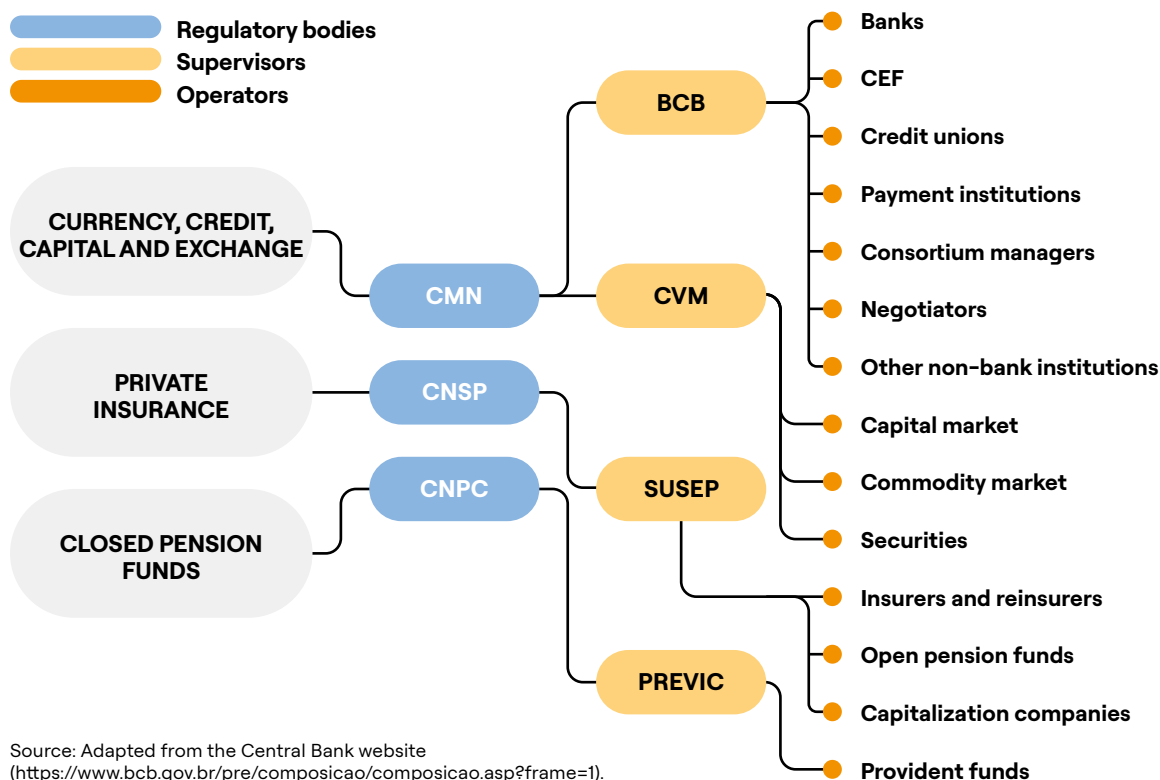 Regulatory bodies
Supervisors
Operators
CURRENCY, CREDIT,
CAPITAL AND EXCHANGE
PRIVATE
INSURANCE
CLOSED PENSION
FUNDS
CMN
CNSP
CNPC
BCB
CVM
SUSEP
PREVIC
Banks
CEF
Credit unions
Payment institutions
Consortium managers
Negotiators
Other non-bank institutions
Capital market
Commodity market
Securities
Insurers and reinsurers
Open pension funds
Capitalization companies
Provident funds
Source: Adapted from the Central Bank website
(https://www.bcb.gov.br/pre/composicao/composicao.asp?frame=1).